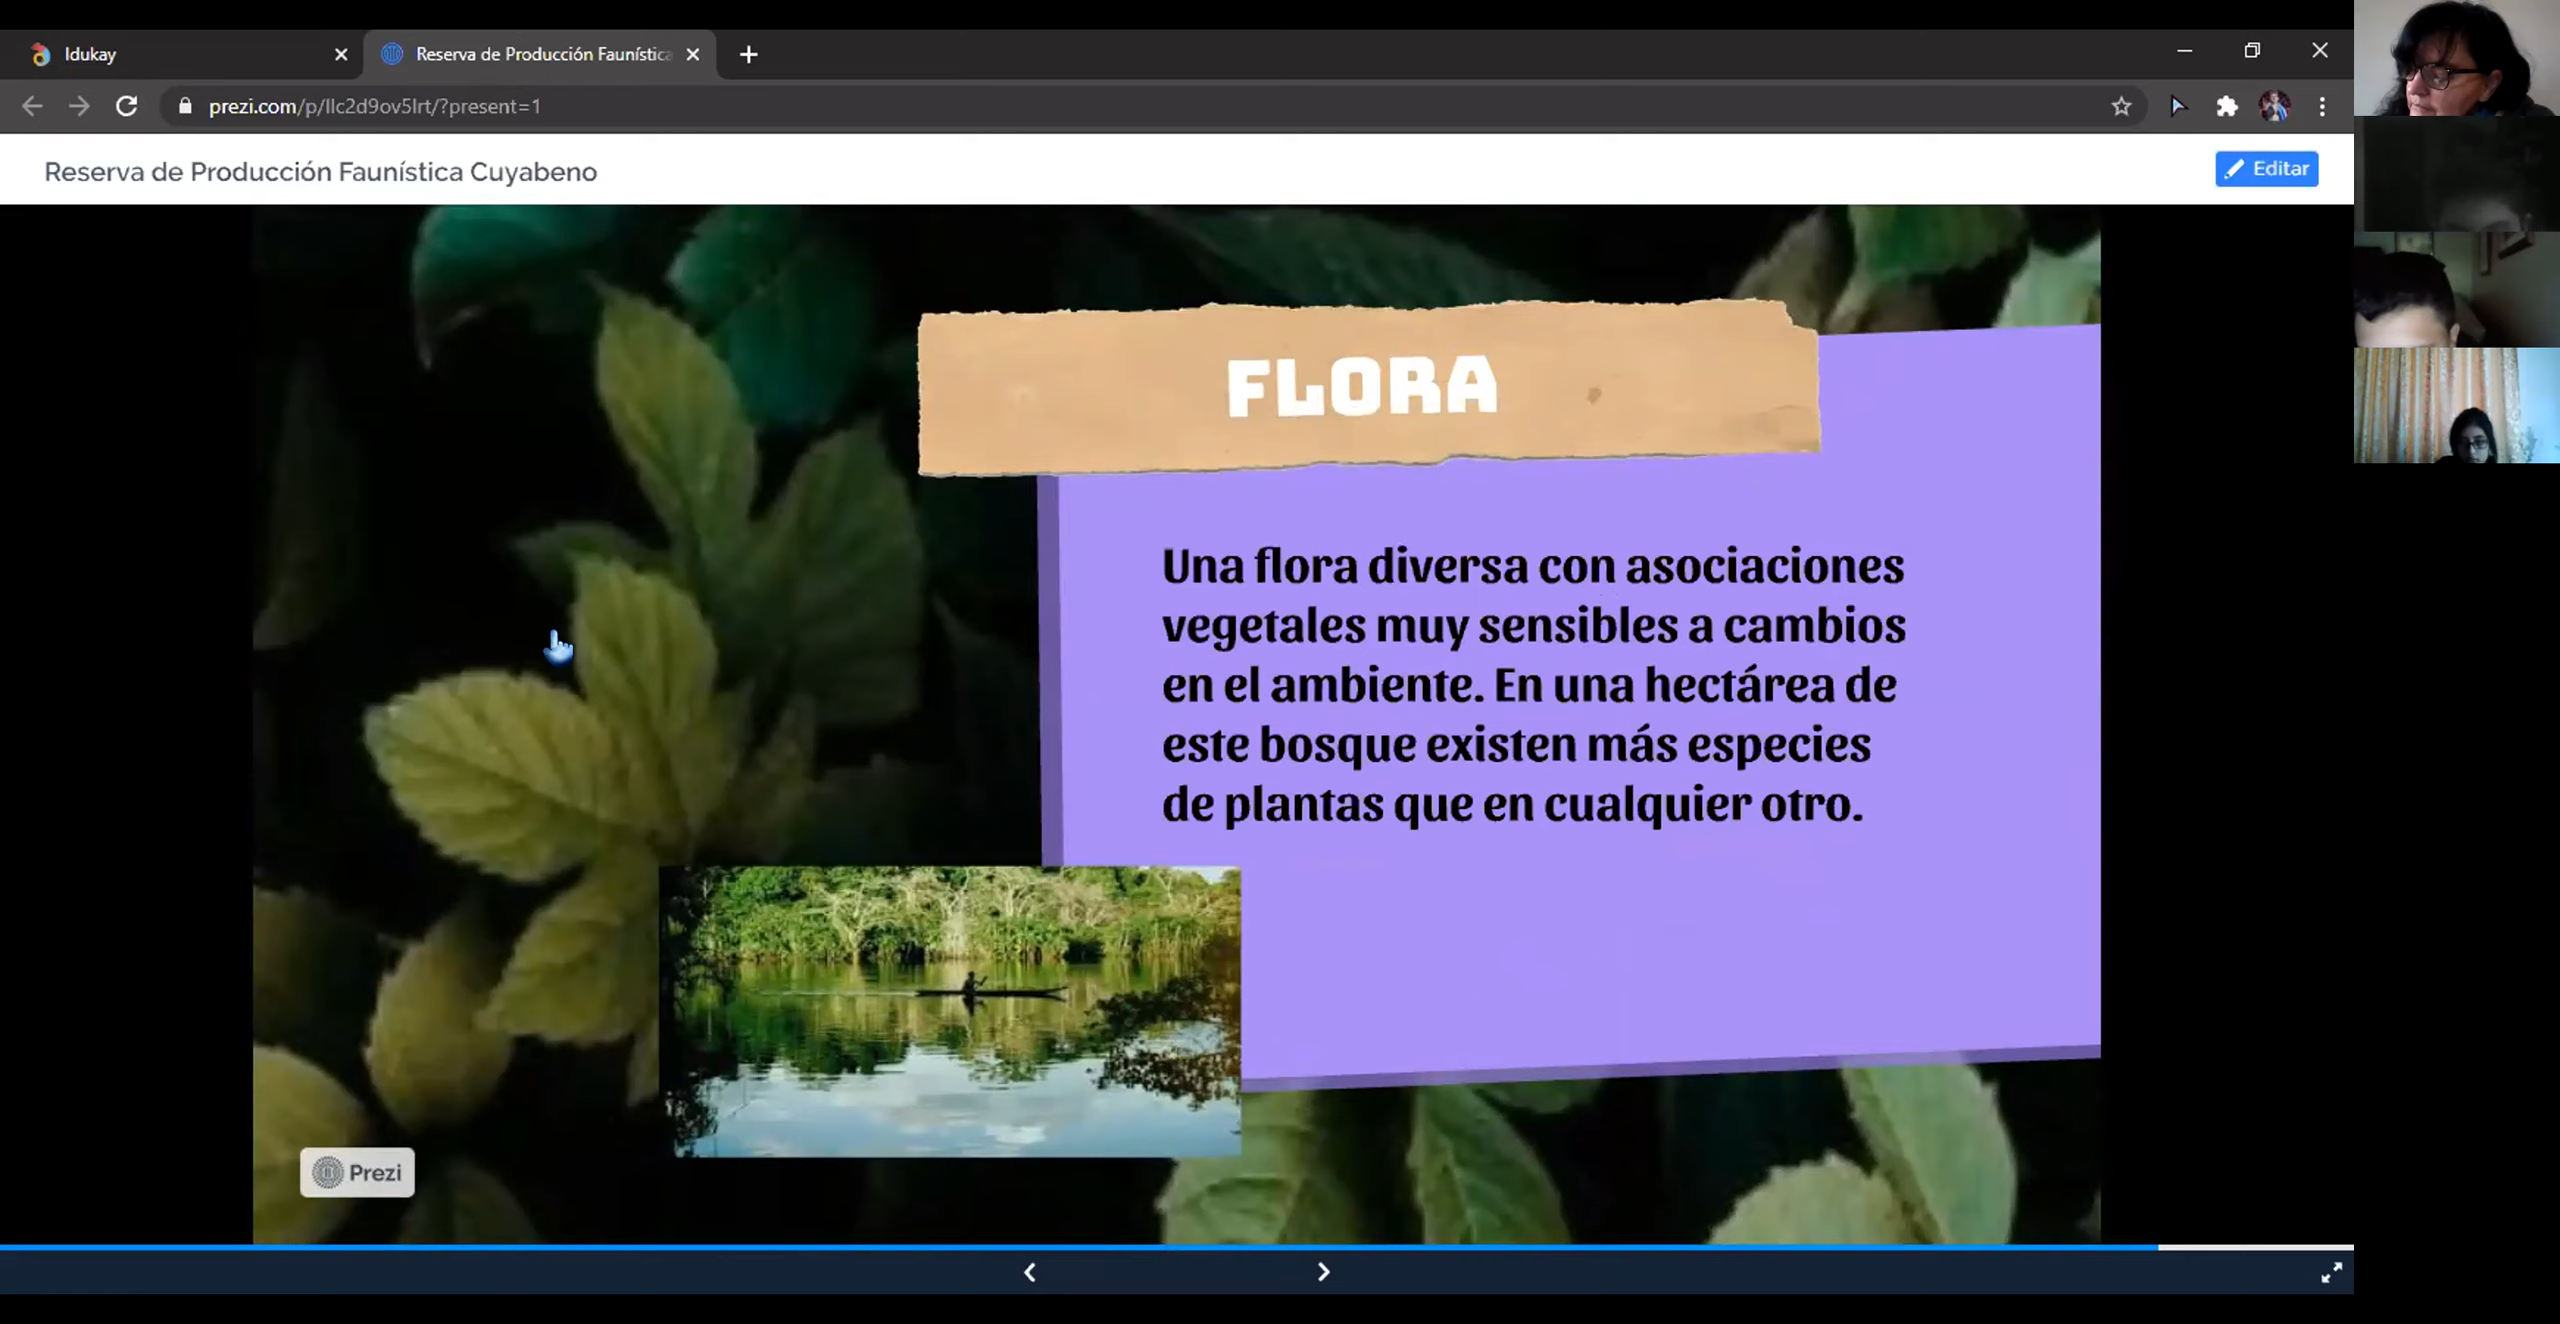 Idukay
Reserva de Producción Faunística
prezi.com/p/llc2d9ov5lrt/?present=1
Reserva de Producción Faunística Cuyabeno
Editar
FLORA
Una flora diversa con asociaciones
vegetales muy sensibles a cambios
en el ambiente. En una hectárea de
este bosque existen más especies
de plantas que en cualquier otro.
Prezi